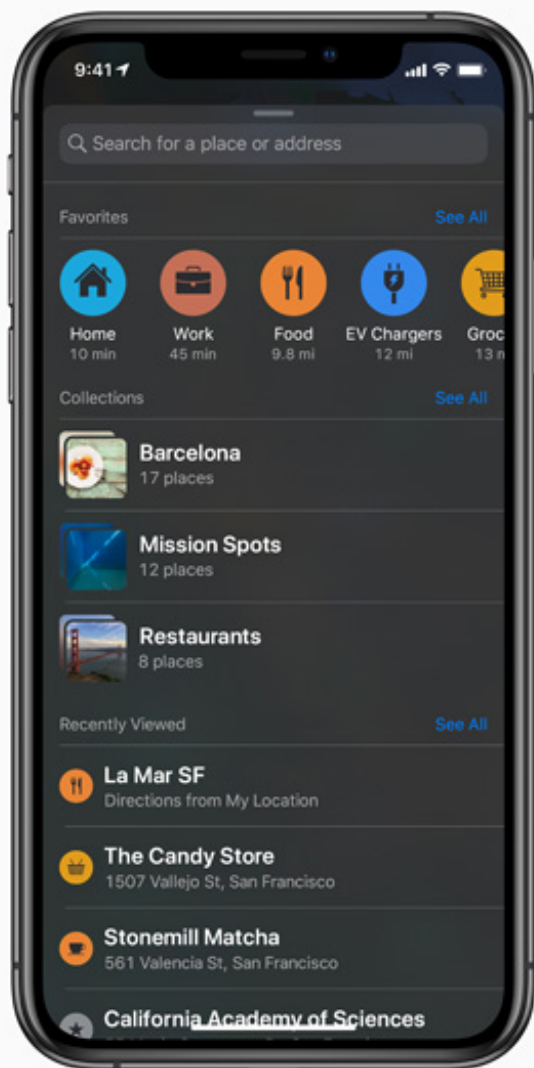 9:41
Search for a place or address
Favorites See All
Home Work Food EV Chargers Groc
10 min 45 min 9.8 mi 12 mi 13
Collections See All
Barcelona
17 places
Mission Spots
12 places
Restaurants
8 places
Recently Viewed See All
La Mar SF
Directions from My Location
The Candy Store
1507 Vallejo St, San Francisco
Stonemill Matcha
561 Valencia St, San Francisco
California Academy of Sciences